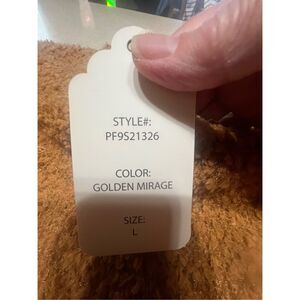 STYLE#:
PF9S21326
COLOR:
GOLDEN MIRAGE
SIZE:
L